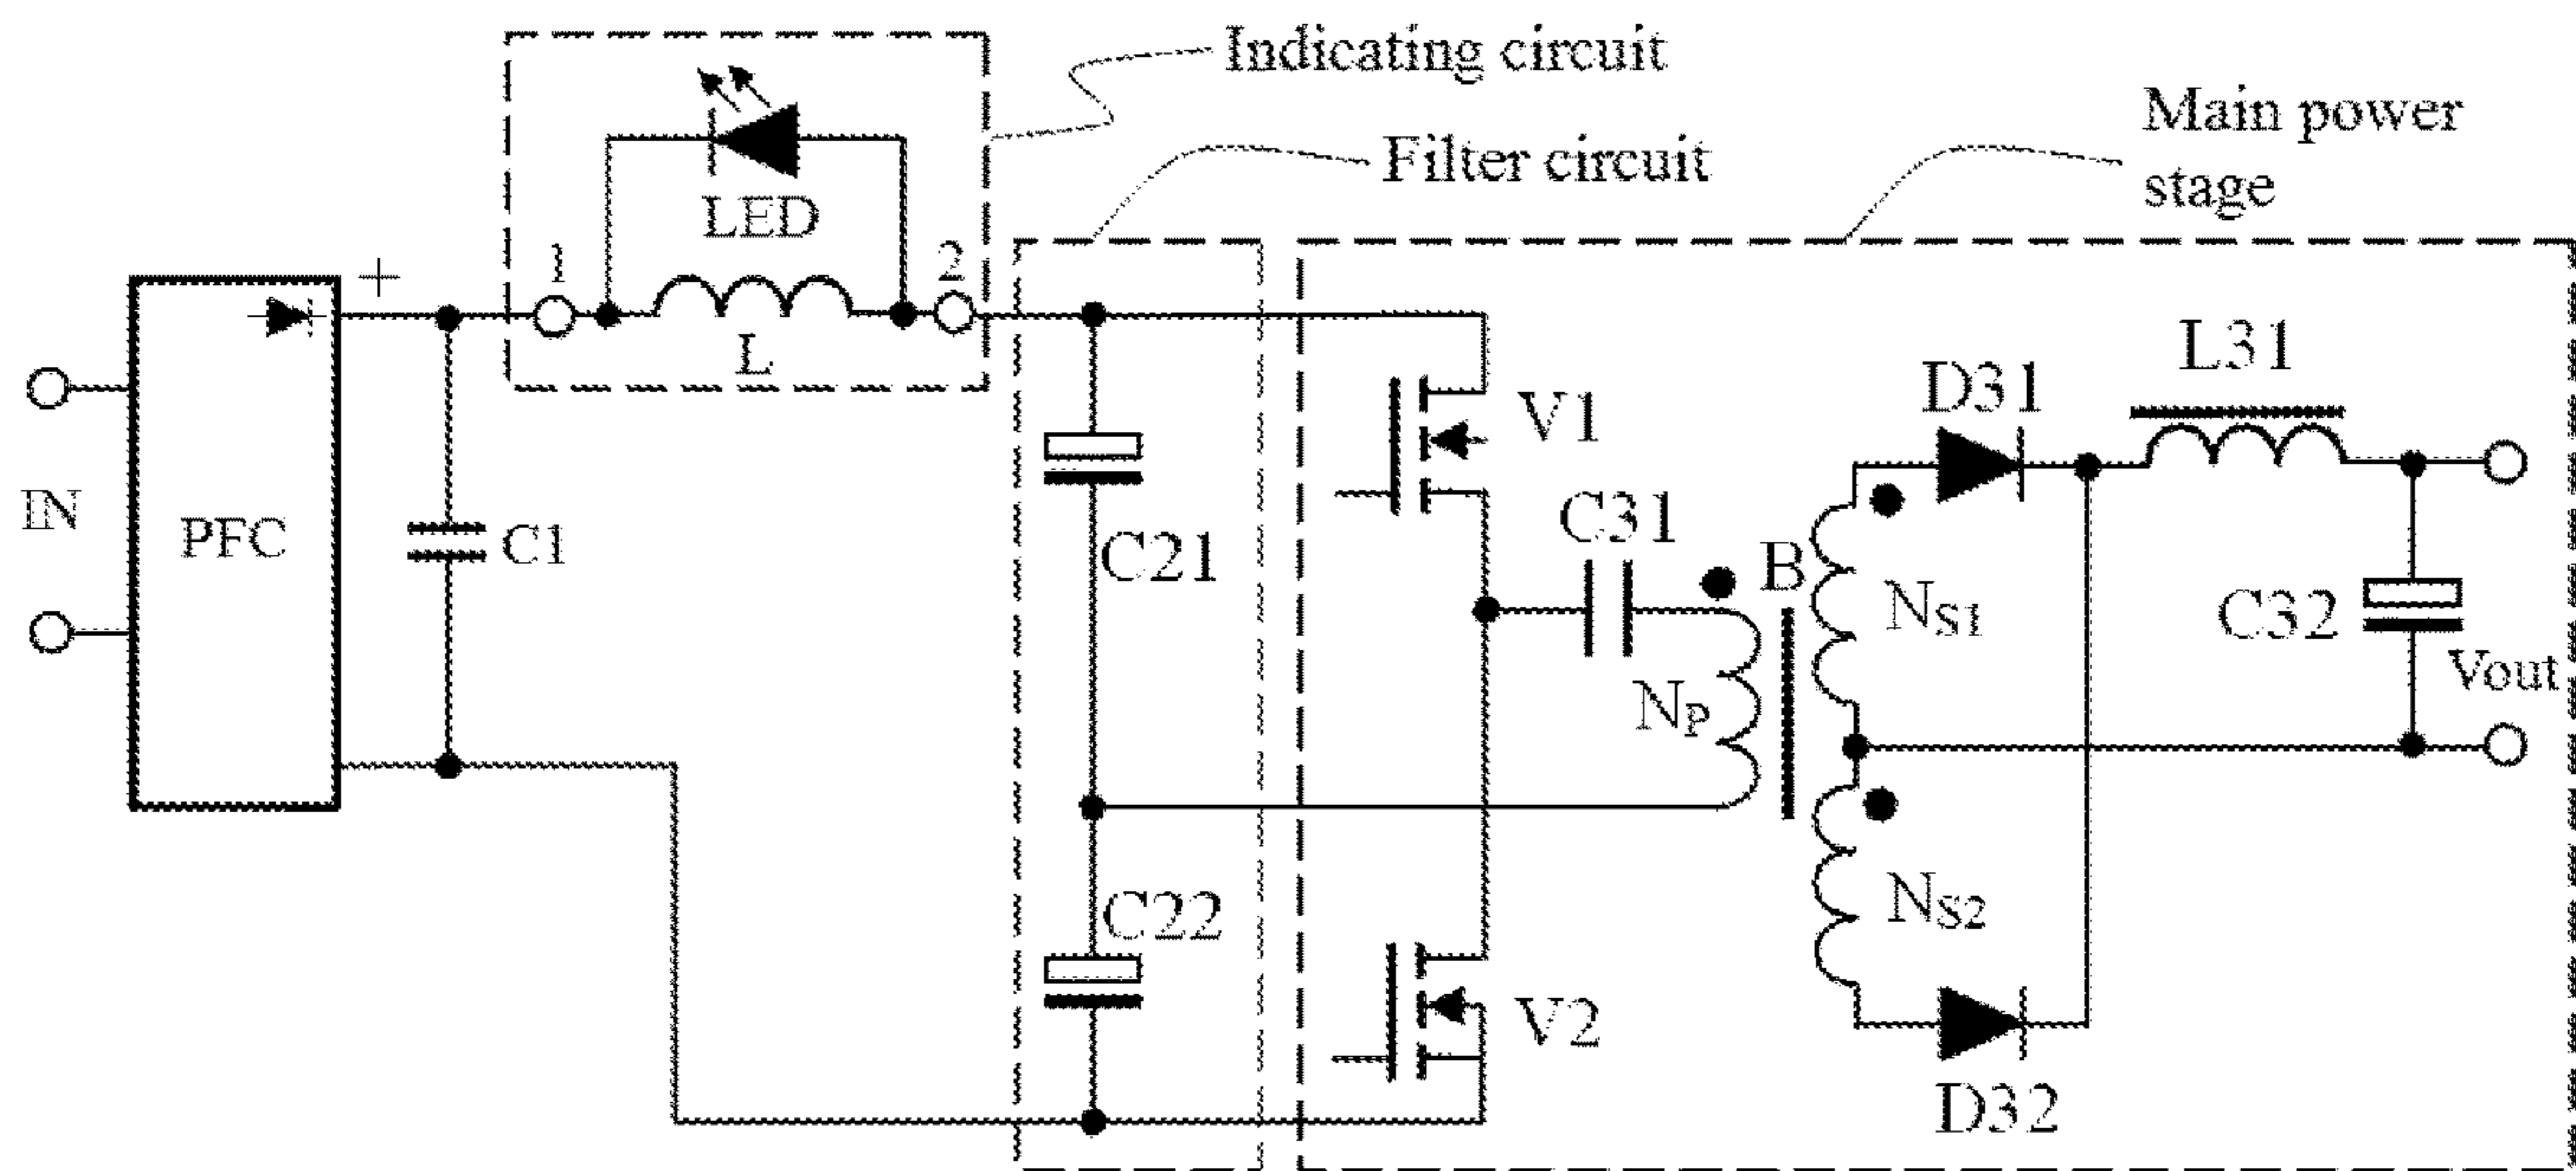 Indicating circuit
Main power
stage
Filter circuit
LED
1
2
+
L
L31
D31
V1
IN
PFC
C1
C21
C31
B
NS1
C32
NP
Vout
C22
NS2
V2
D32